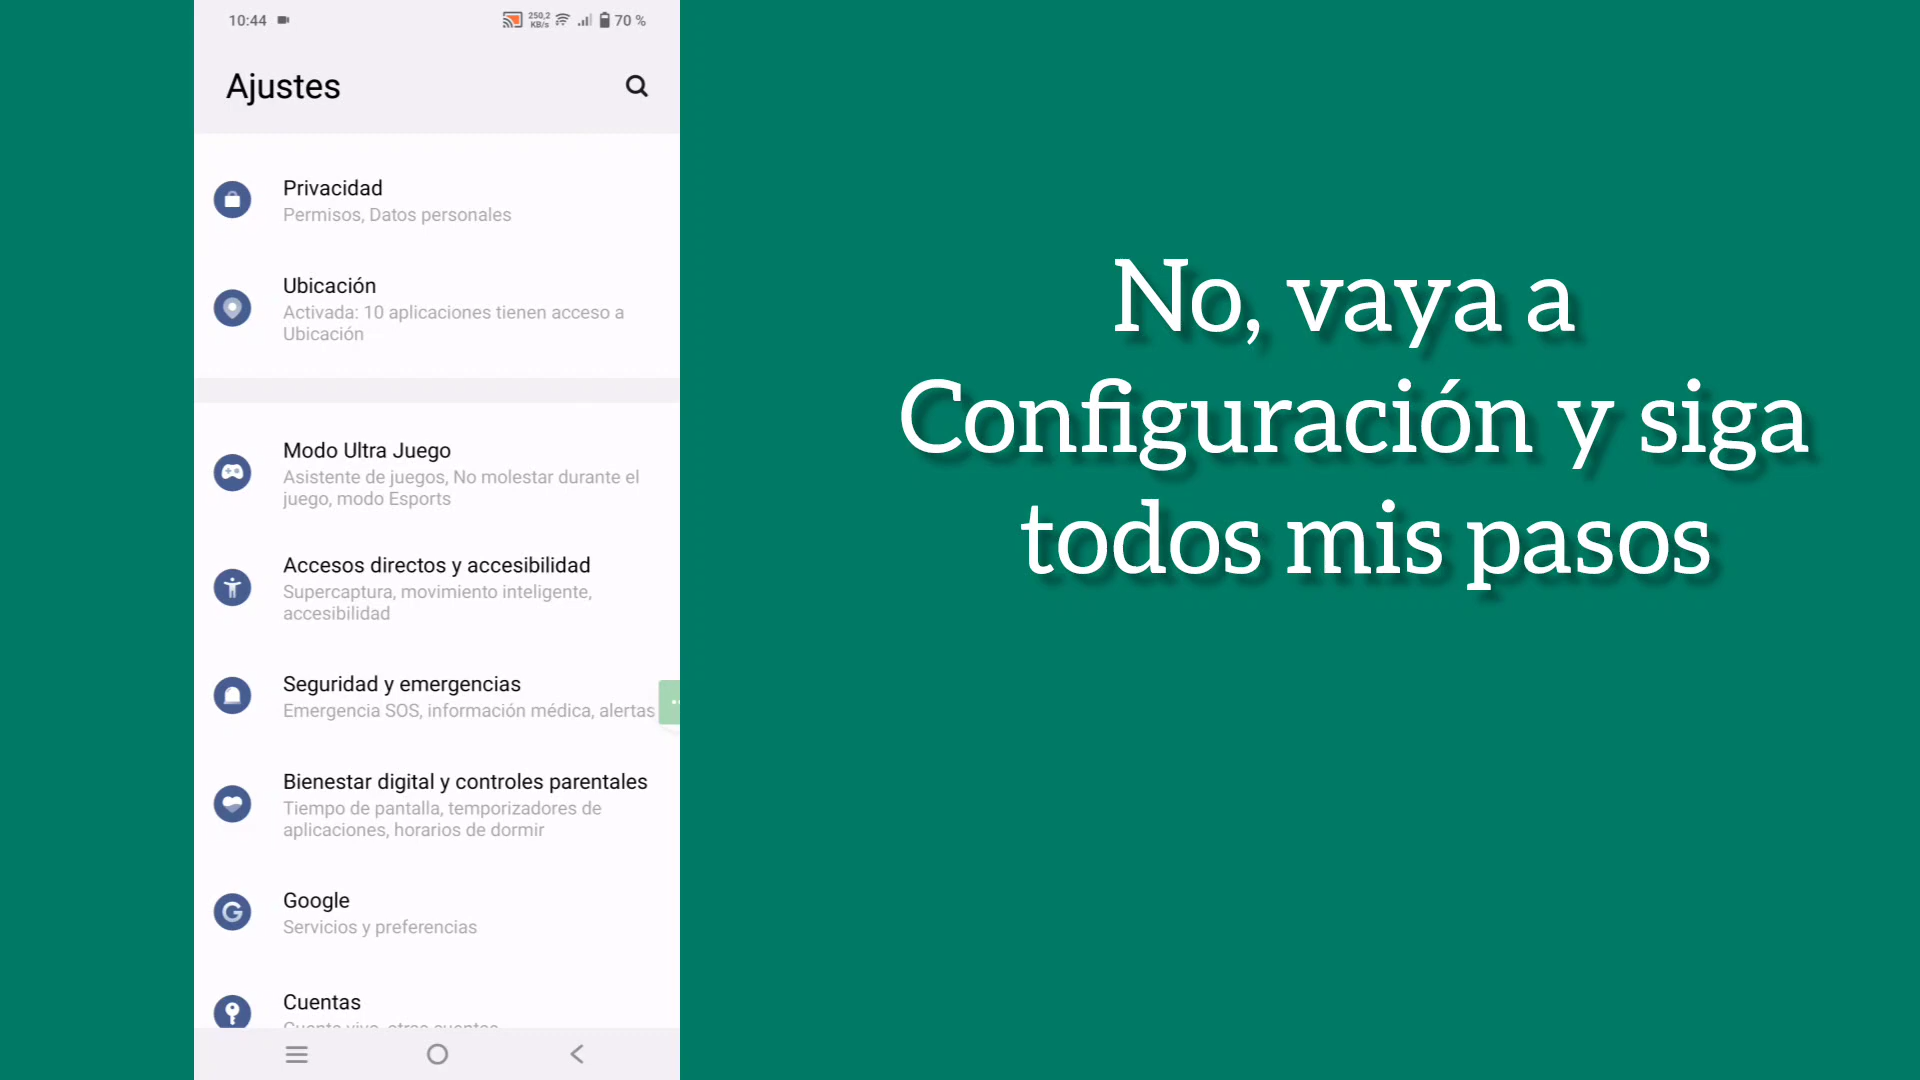 10:44
250,2
KB/s
70 %
Ajustes
Privacidad
Permisos, Datos personales
Ubicación
Activada: 10 aplicaciones tienen acceso a
Ubicación
Modo Ultra Juego
Asistente de juegos, No molestar durante el
juego, modo Esports
Accesos directos y accesibilidad
Supercaptura, movimiento inteligente,
accesibilidad
Seguridad y emergencias
Emergencia SOS, información médica, alertas
Bienestar digital y controles parentales
Tiempo de pantalla, temporizadores de
aplicaciones, horarios de dormir
Google
Servicios y preferencias
Cuentas
Cuenta vivo, otras cuentas
No, vaya a
Configuración y siga
todos mis pasos